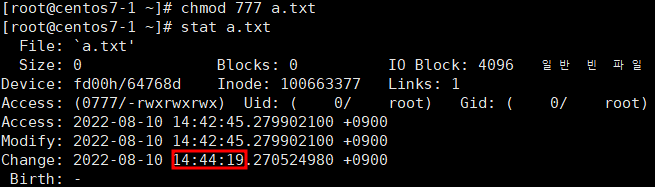 [root@centos7-1 ~]# chmod 777 a.txt
[root@centos7-1 ~]# stat a.txt
  File: `a.txt'
  Size: 0               Blocks: 0          IO Block: 4096   일반 빈 파일
Device: fd00h/64768d    Inode: 100663377   Links: 1
Access: (0777/-rwxrwxrwx)  Uid: (    0/    root)   Gid: (    0/    root)
Access: 2022-08-10 14:42:45.279902100 +0900
Modify: 2022-08-10 14:42:45.279902100 +0900
Change: 2022-08-10 14:44:19.270524980 +0900
 Birth: -